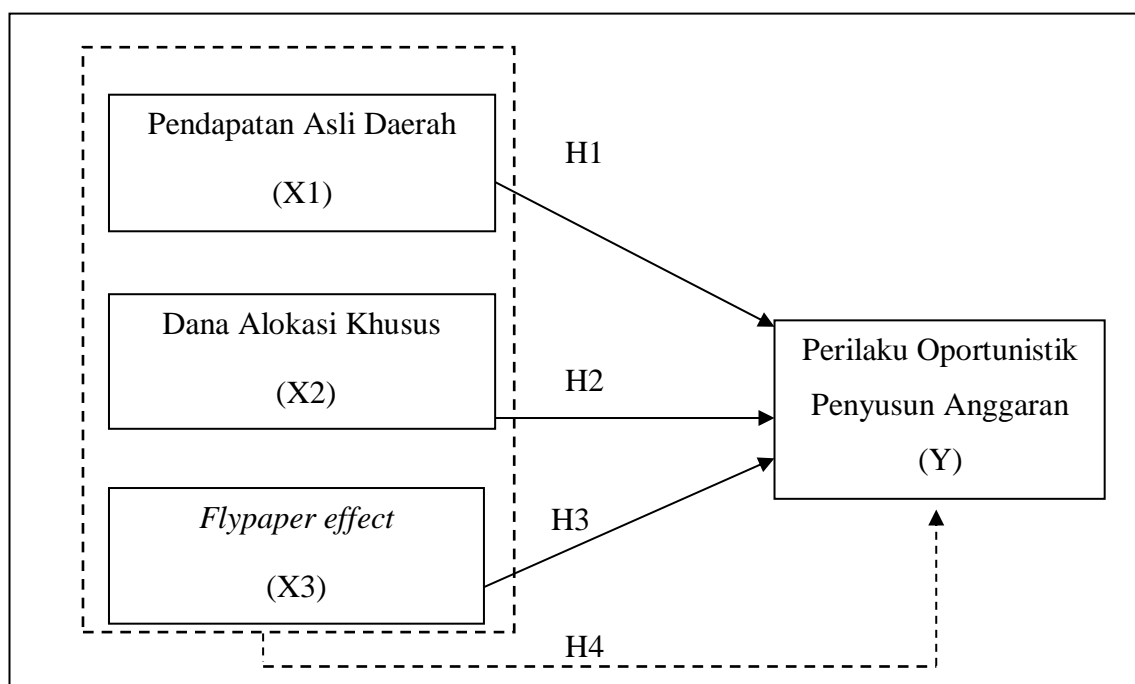 Pendapatan Asli Daerah
(X1)
H1
Dana Alokasi Khusus
(X2)
H2
Flypaper effect
(X3)
H3
Perilaku Oportunistik
Penyusun Anggaran
(Y)
H4